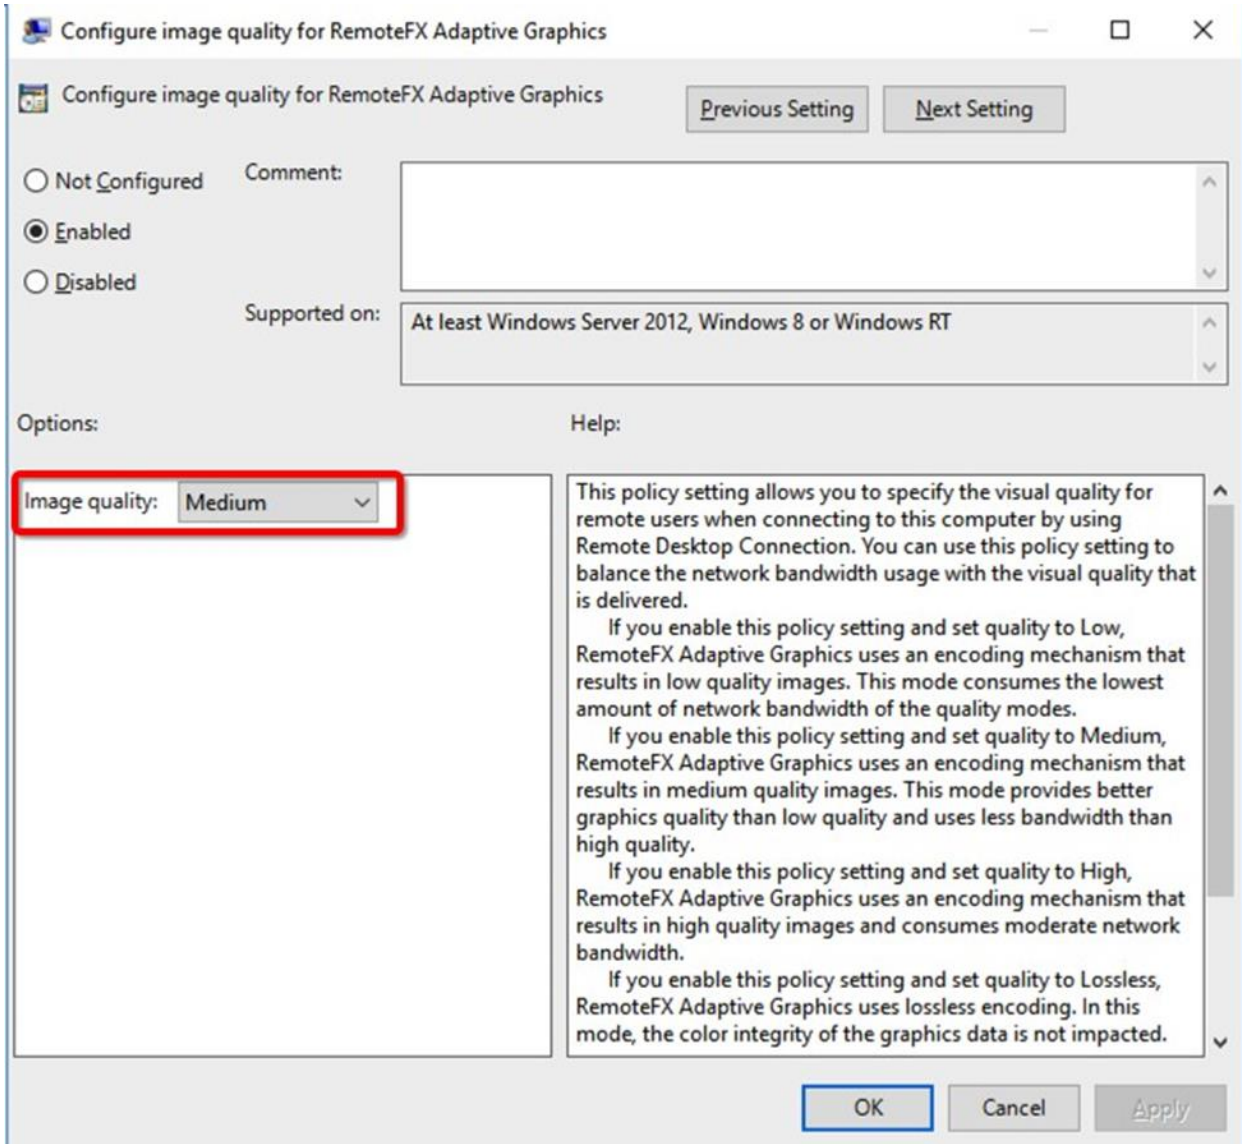 Configure image quality for RemoteFX Adaptive Graphics
Configure image quality for RemoteFX Adaptive Graphics
Previous Setting
Next Setting
Not Configured
Enabled
Disabled
Comment:
Supported on:
At least Windows Server 2012, Windows 8 or Windows RT
Options:
Help:
Image quality:
Medium
This policy setting allows you to specify the visual quality for
remote users when connecting to this computer by using
Remote Desktop Connection. You can use this policy setting to
balance the network bandwidth usage with the visual quality that
is delivered.
If you enable this policy setting and set quality to Low,
RemoteFX Adaptive Graphics uses an encoding mechanism that
results in low quality images. This mode consumes the lowest
amount of network bandwidth of the quality modes.
If you enable this policy setting and set quality to Medium,
RemoteFX Adaptive Graphics uses an encoding mechanism that
results in medium quality images. This mode provides better
graphics quality than low quality and uses less bandwidth than
high quality.
If you enable this policy setting and set quality to High,
RemoteFX Adaptive Graphics uses an encoding mechanism that
results in high quality images and consumes moderate network
bandwidth.
If you enable this policy setting and set quality to Lossless,
RemoteFX Adaptive Graphics uses lossless encoding. In this
mode, the color integrity of the graphics data is not impacted.
OK
Cancel
Apply